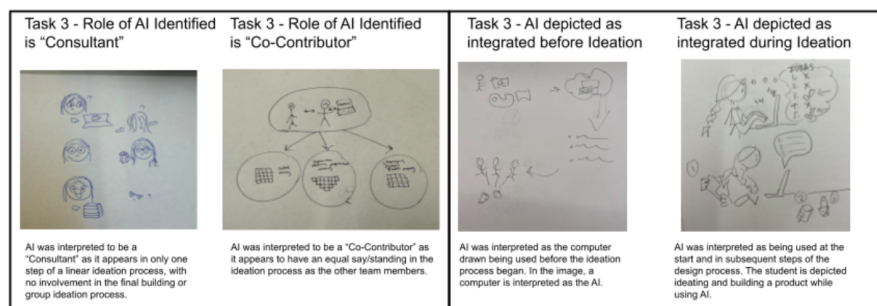 Task 3 - Role of AI Identified
is “Consultant”
Task 3 - Role of AI Identified
is “Co-Contributor”
Task 3 - AI depicted as
integrated before Ideation
Task 3 - AI depicted as
integrated during Ideation
IDEAS
AI was interpreted to be a
“Consultant” as it appears in only one
step of a linear ideation process, with
no involvement in the final building or
group ideation process.
AI was interpreted to be a “Co-Contributor” as
it appears to have an equal say/standing in the
ideation process as the other team members.
AI was interpreted as the computer
drawn being used before the ideation
process began. In the image, a
computer is interpreted as the AI.
AI was interpreted as being used at the
start and in subsequent steps of the
design process. The student is depicted
ideating and building a product while
using AI.